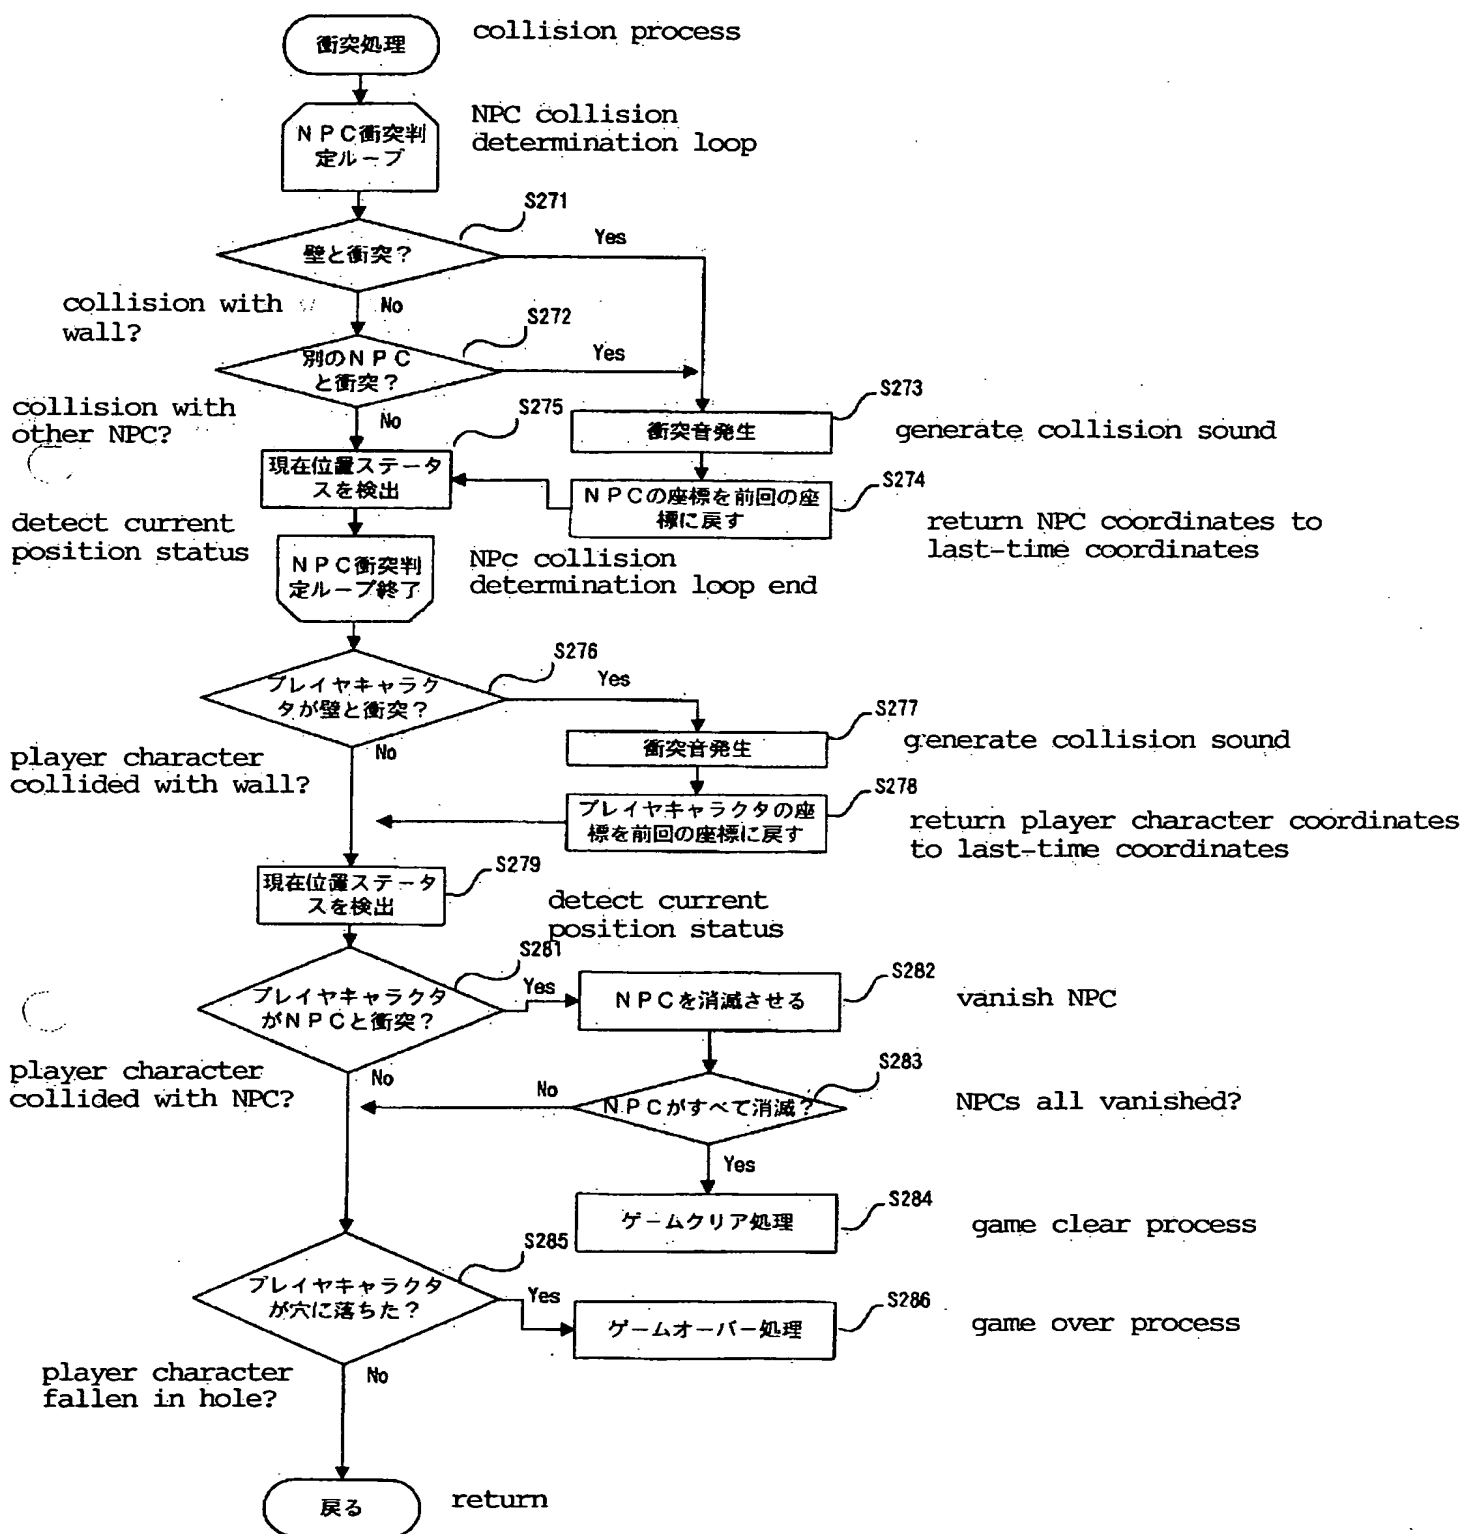 衝突処理
collision process
ＮＰＣ衝突判
定ループ
NPC collision
determination loop
S271
壁と衝突？
Yes
No
collision with
wall?
S272
別のＮＰＣ
と衝突？
Yes
No
collision with
other NPC?
S273
衝突音発生
generate collision sound
S275
現在位置ステータ
スを検出
detect current
position status
S274
ＮＰＣの座標を前回の座
標に戻す
return NPC coordinates to
last-time coordinates
ＮＰＣ衝突判
定ループ終了
NPc collision
determination loop end
S276
プレイヤキャラク
タが壁と衝突？
Yes
No
player character
collided with wall?
S277
衝突音発生
generate collision sound
S278
プレイヤキャラクタの座
標を前回の座標に戻す
return player character coordinates
to last-time coordinates
S279
現在位置ステータ
スを検出
detect current
position status
S281
プレイヤキャラクタ
がＮＰＣと衝突？
Yes
No
player character
collided with NPC?
S282
ＮＰＣを消滅させる
vanish NPC
S283
ＮＰＣがすべて消滅？
No
Yes
NPCs all vanished?
S284
ゲームクリア処理
game clear process
S285
プレイヤキャラクタ
が穴に落ちた？
Yes
No
player character
fallen in hole?
S286
ゲームオーバー処理
game over process
戻る
return